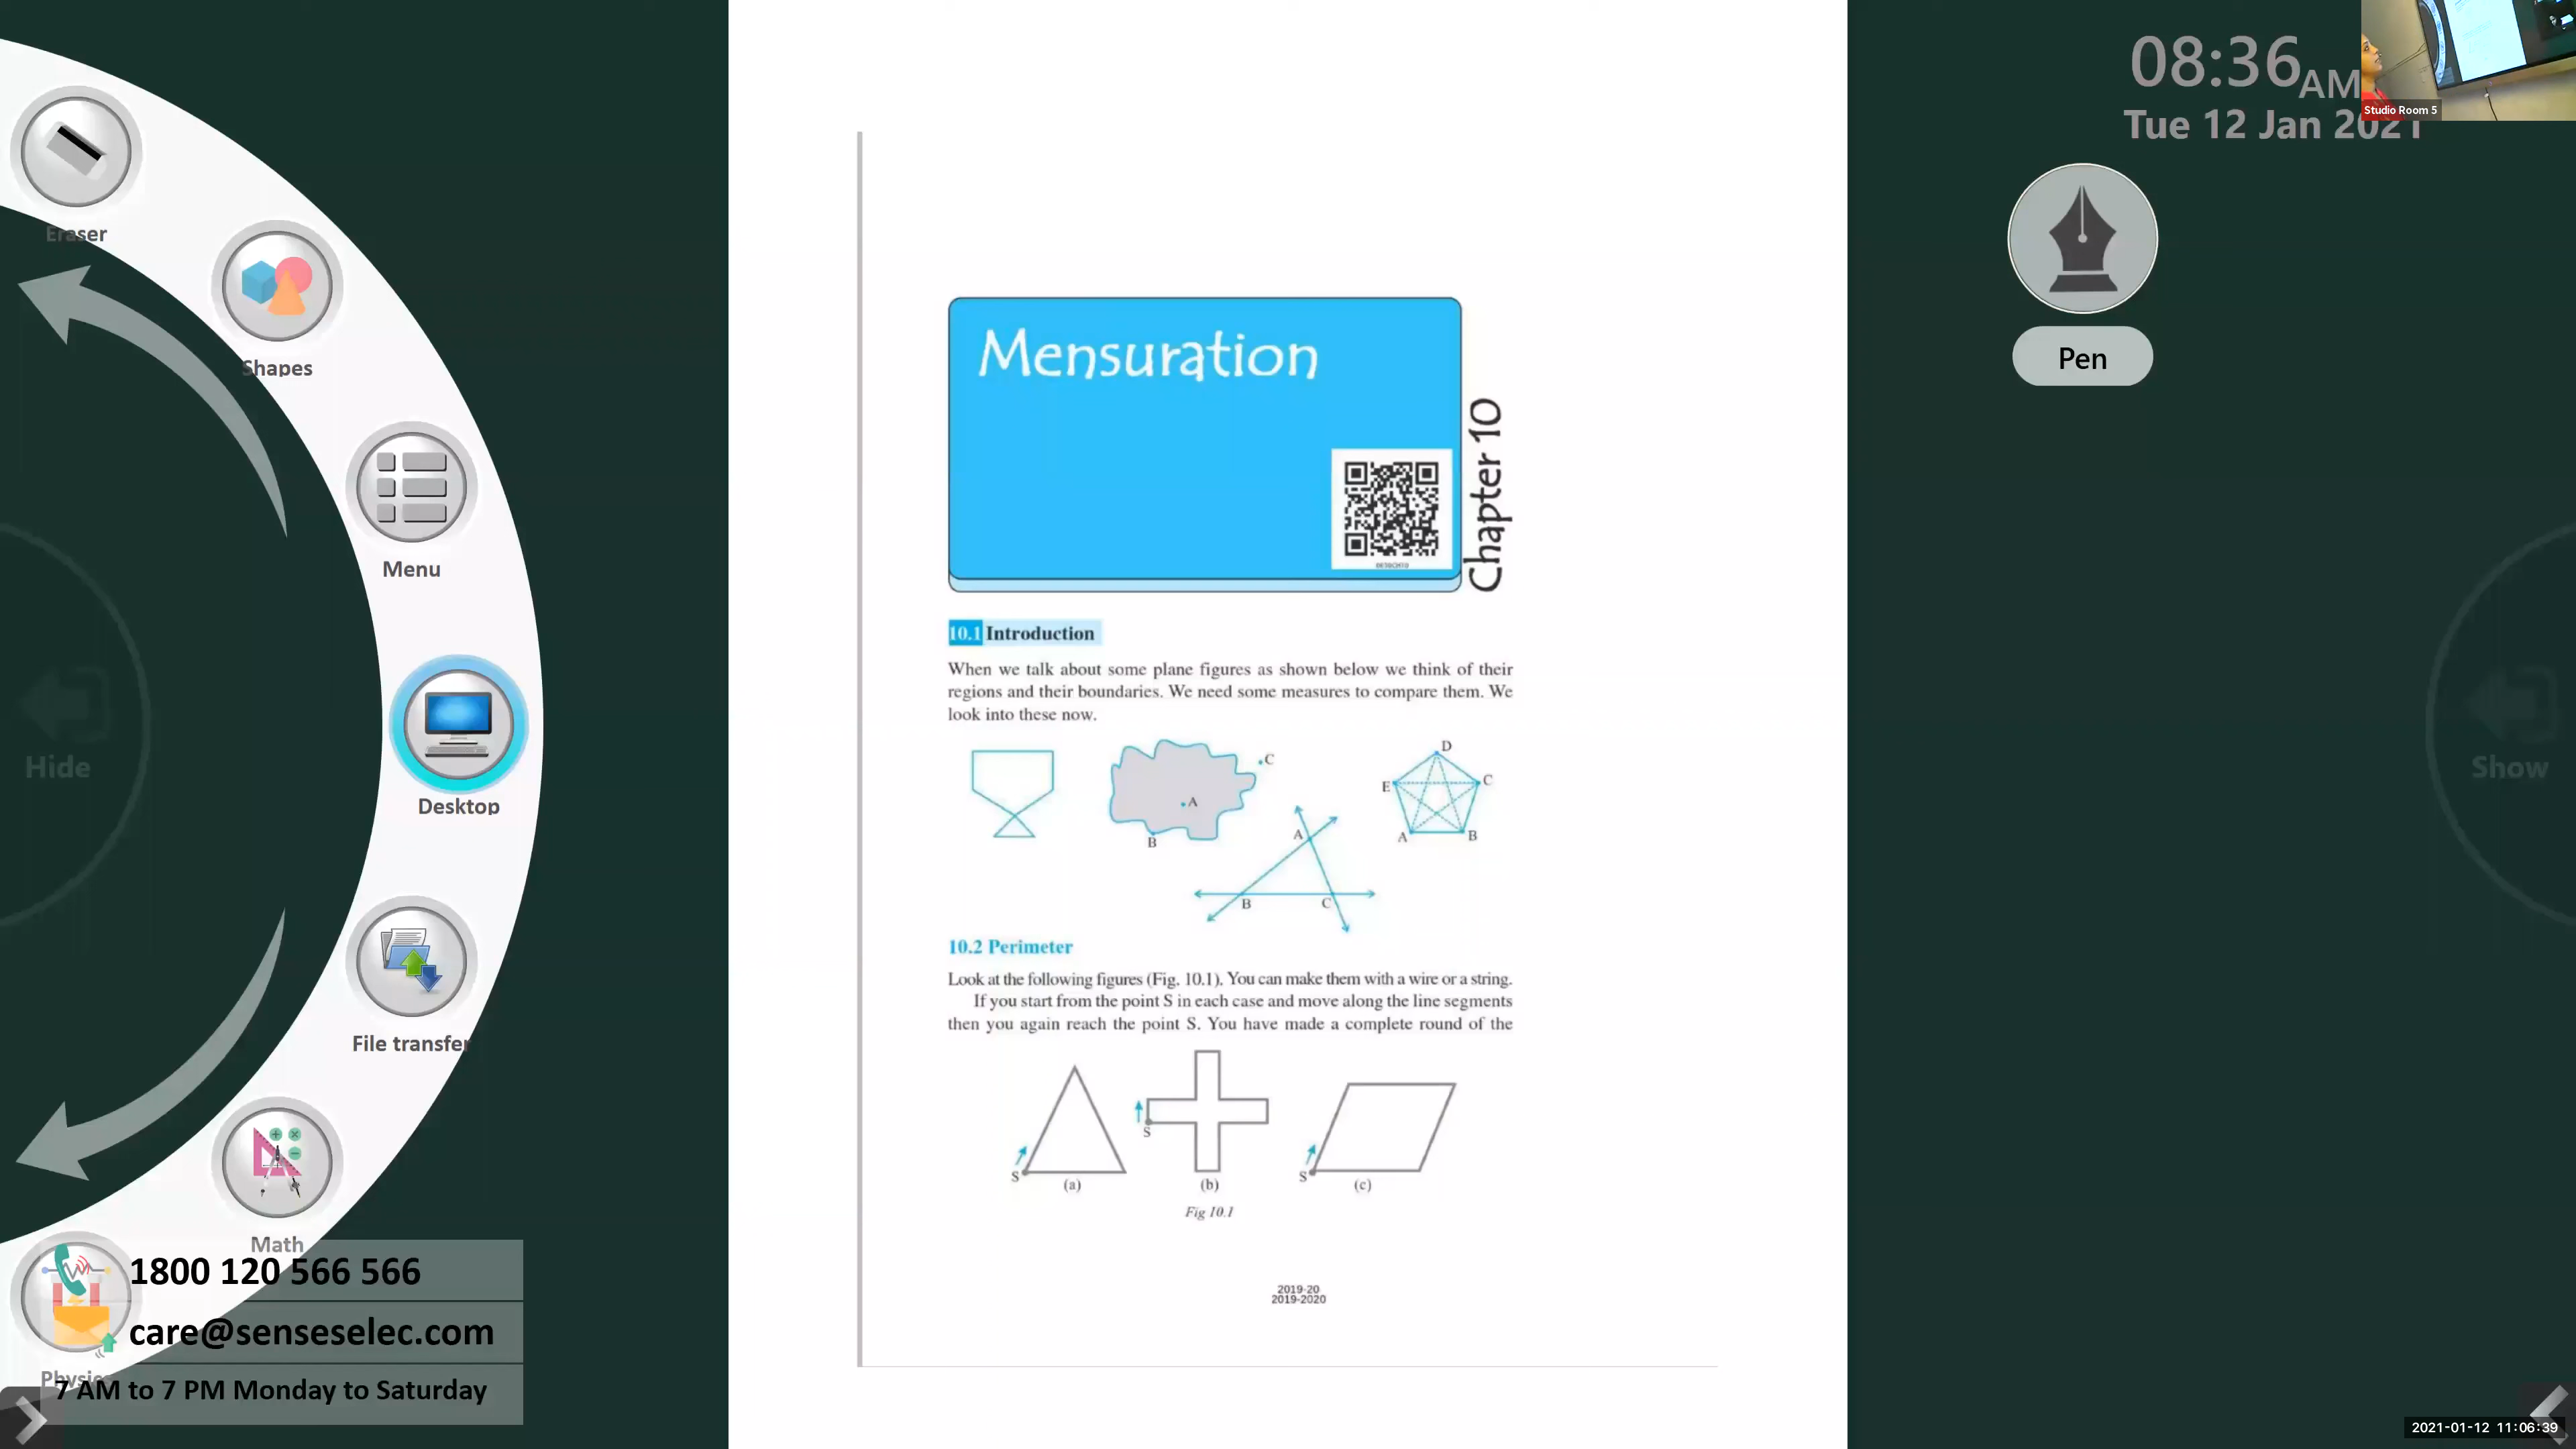 Eraser
Shapes
Menu
Desktop
File transfer
Math
1800 120 566 566
care@senseselec.com
7 AM to 7 PM Monday to Saturday
Hide
Mensuration
Chapter 10
10.1 Introduction
When we talk about some plane figures as shown below we think of their
regions and their boundaries. We need some measures to compare them. We
look into these now.
A
B
C
A
B
C
D
E
C
A
B
10.2 Perimeter
Look at the following figures (Fig. 10.1). You can make them with a wire or a string.
If you start from the point S in each case and move along the line segments
then you again reach the point S. You have made a complete round of the
S
S
S
(a)
(b)
(c)
Fig 10.1
2019-20
2019-2020
08:36 AM
Tue 12 Jan 2021
Studio Room 5
Pen
Show
2021-01-12 11:06:39